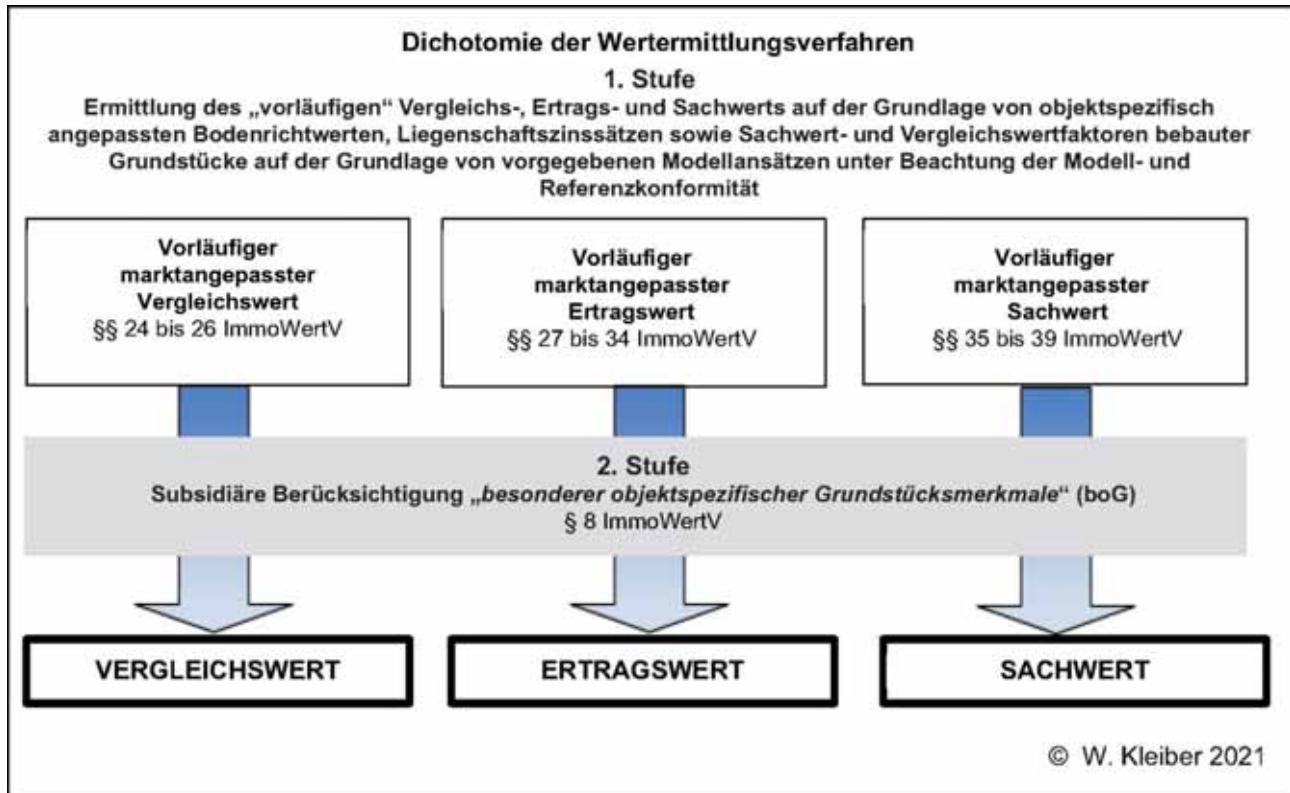 Dichotomie der Wertermittlungsverfahren
1. Stufe
Ermittlung des „vorläufigen“ Vergleichs-, Ertrags- und Sachwerts auf der Grundlage von objektspezifisch
angepassten Bodenrichtwerten, Liegenschaftszinssätzen sowie Sachwert- und Vergleichswertfaktoren bebauter
Grundstücke auf der Grundlage von vorgegebenen Modellansätzen unter Beachtung der Modell- und
Referenzkonformität
Vorläufiger
marktangepasster
Vergleichswert
§§ 24 bis 26 ImmoWertV
Vorläufiger
marktangepasster
Ertragswert
§§ 27 bis 34 ImmoWertV
Vorläufiger
marktangepasster
Sachwert
§§ 35 bis 39 ImmoWertV
2. Stufe
Subsidiäre Berücksichtigung „besonderer objektspezifischer Grundstücksmerkmale“ (boG)
§ 8 ImmoWertV
VERGLEICHSWERT
ERTRAGSWERT
SACHWERT
© W. Kleiber 2021